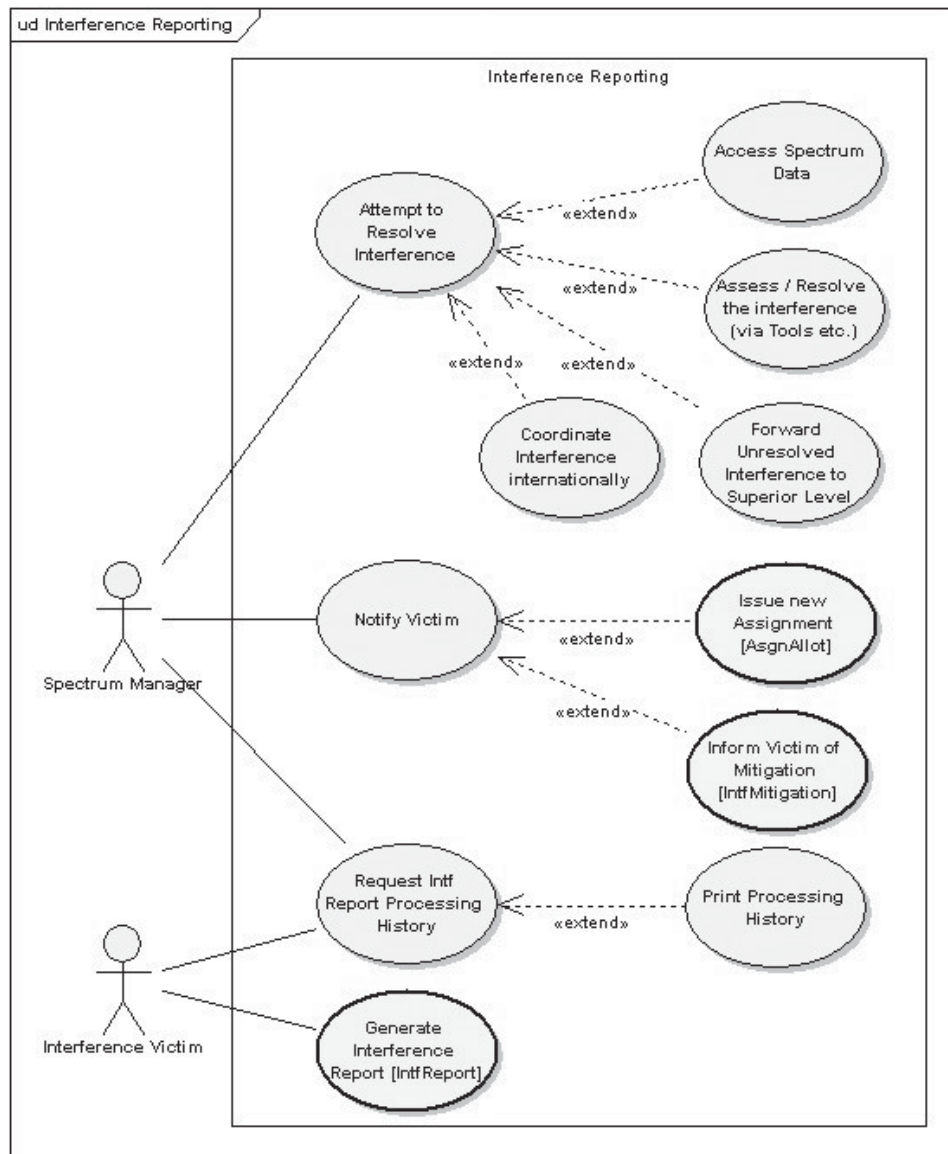 ud Interference Reporting
Interference Reporting
Access Spectrum
Data
Attempt to
Resolve
Interference
«extend»
Assess / Resolve
the interference
(via Tools etc.)
«extend»
«extend»
«extend»
Coordinate
Interference
internationally
Forward
Unresolved
Interference to
Superior Level
Spectrum Manager
Notify Victim
«extend»
Issue new
Assignment
[AsgnAllot]
«extend»
Inform Victim of
Mitigation
[IntfMitigation]
Request Intf
Report Processing
History
«extend»
Print Processing
History
Interference Victim
Generate
Interference
Report [IntfReport]